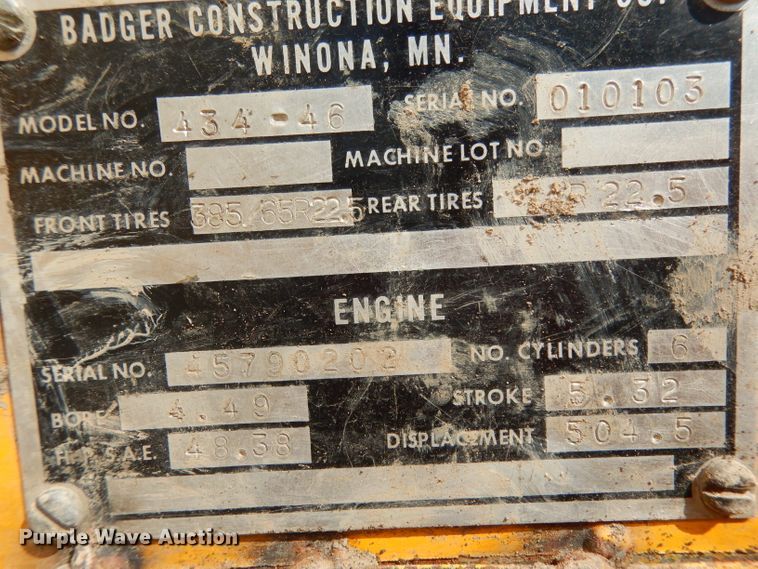 BADGER CONSTRUCTION EQUIPMENT CO.
WINONA, MN.
MODEL NO. 434-46 SERIAL NO. 010103
MACHINE NO. MACHINE LOT NO
FRONT TIRES 385/65R22.5 REAR TIRES R22.5
ENGINE
SERIAL NO. 45790202 NO. CYLINDERS 6
BORE 4.49 STROKE 5.32
H.P. S.A.E. 48.38 DISPLACEMENT 504.5
Purple Wave Auction